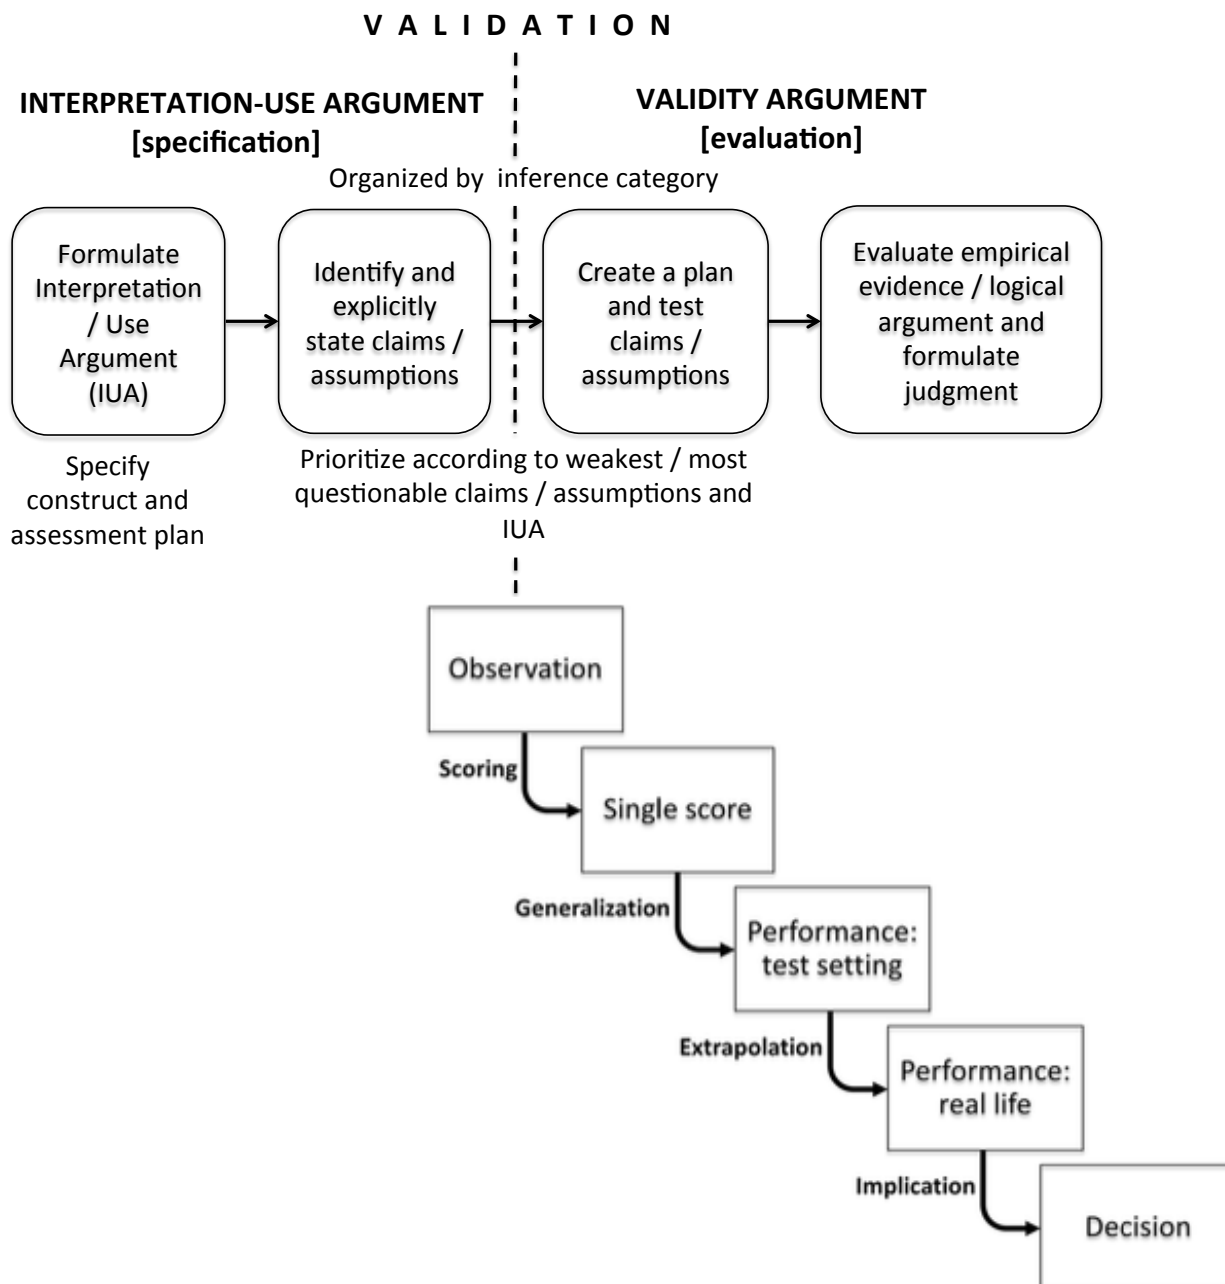 V A L I D A T I O N
INTERPRETATION-USE ARGUMENT
[specification]
VALIDITY ARGUMENT
[evaluation]
Organized by inference category
Formulate
Interpretation
/ Use
Argument
(IUA)
Identify and
explicitly
state claims /
assumptions
Create a plan
and test
claims /
assumptions
Evaluate empirical
evidence / logical
argument and
formulate
judgment
Specify
construct and
assessment plan
Prioritize according to weakest / most
questionable claims / assumptions and
IUA
Observation
Scoring
Single score
Generalization
Performance:
test setting
Extrapolation
Performance:
real life
Implication
Decision